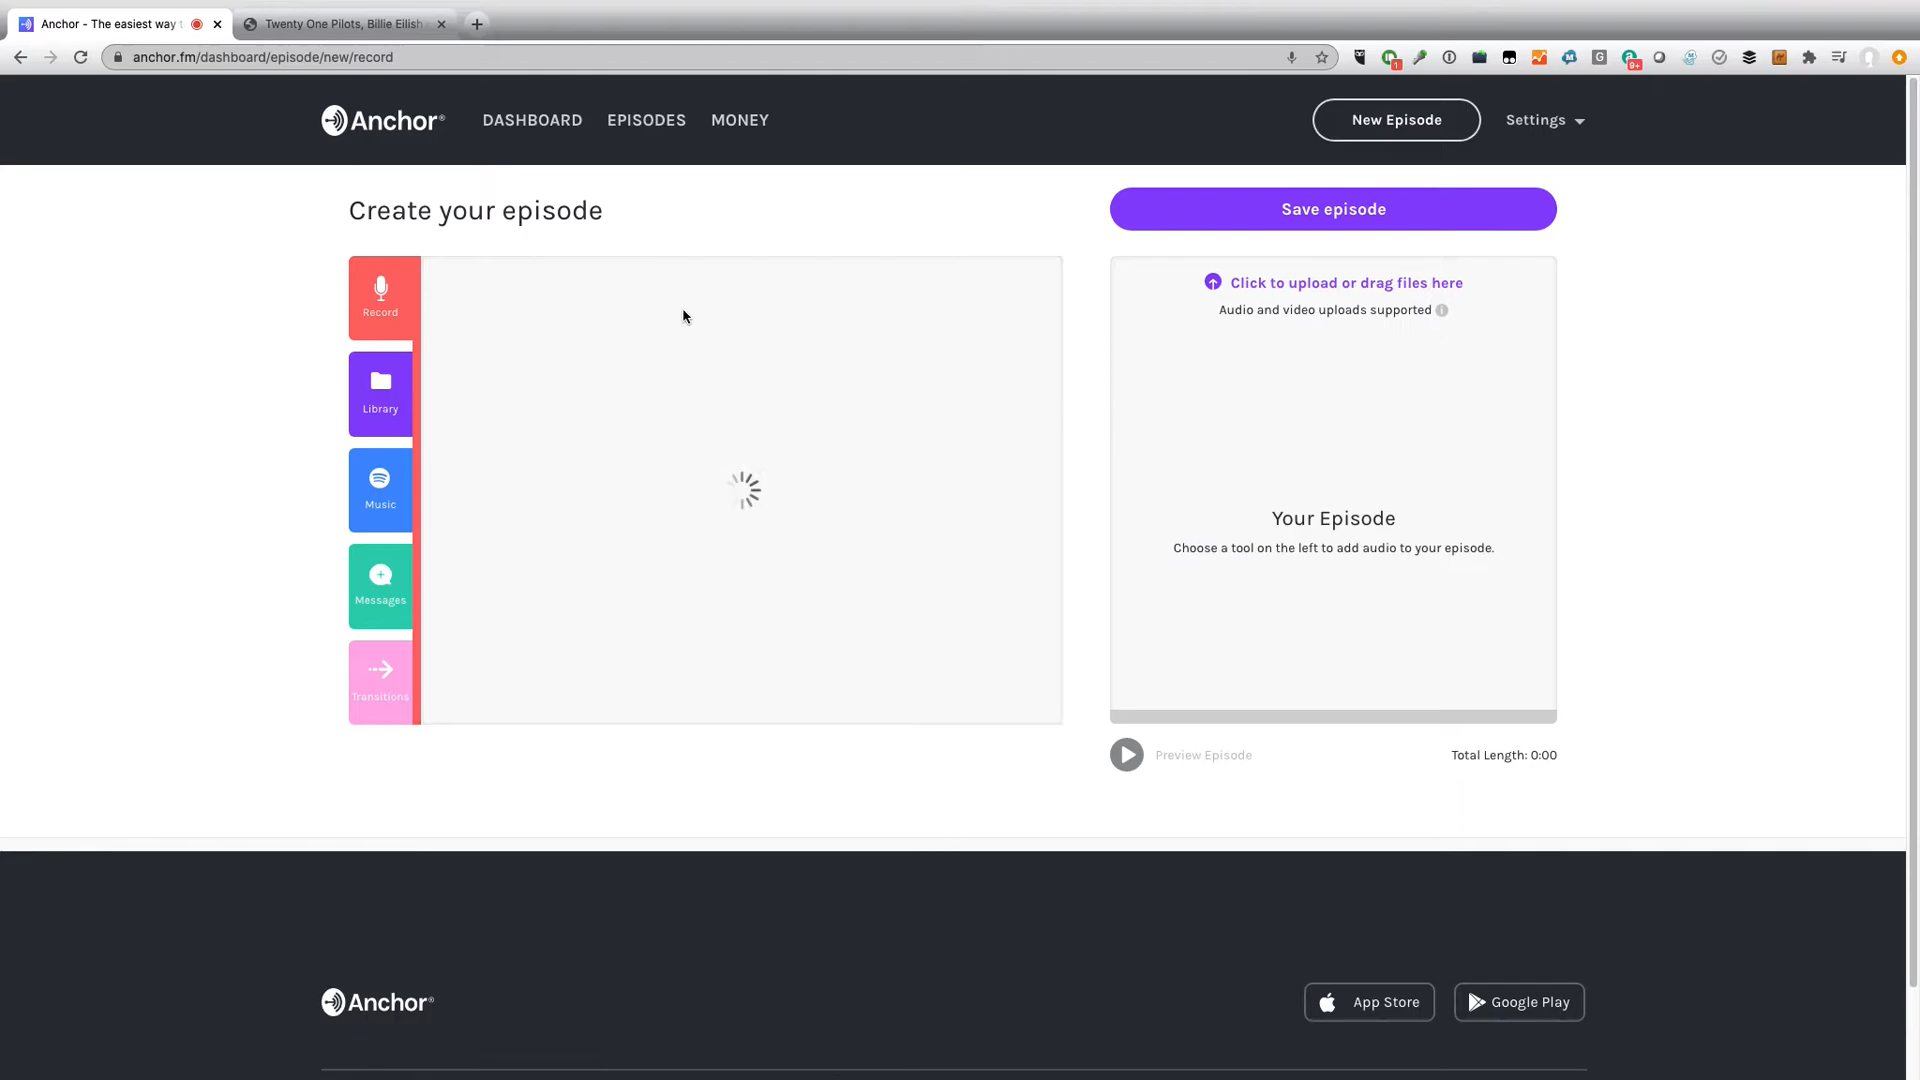 Anchor - The easiest way t
Twenty One Pilots, Billie Eilish
anchor.fm/dashboard/episode/new/record
1
G
9+
Anchor®
DASHBOARD
EPISODES
MONEY
New Episode
Settings
Create your episode
Save episode
Record
Library
Music
Messages
Transitions
Click to upload or drag files here
Audio and video uploads supported
Your Episode
Choose a tool on the left to add audio to your episode.
Preview Episode
Total Length: 0:00
Anchor®
App Store
Google Play